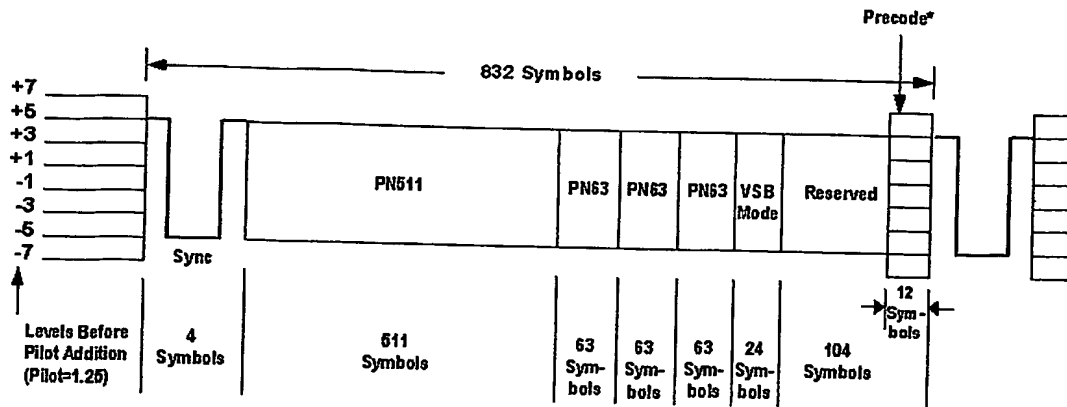 Precode*
832 Symbols
+7
+5
+3
+1
-1
-3
-5
-7
Sync
PN511
PN63
PN63
PN63
VSB
Mode
Reserved
Levels Before
Pilot Addition
(Pilot=1.25)
4
Symbols
511
Symbols
63
Sym-
bols
63
Sym-
bols
63
Sym-
bols
24
Sym-
bols
104
Symbols
12
Sym-
bols